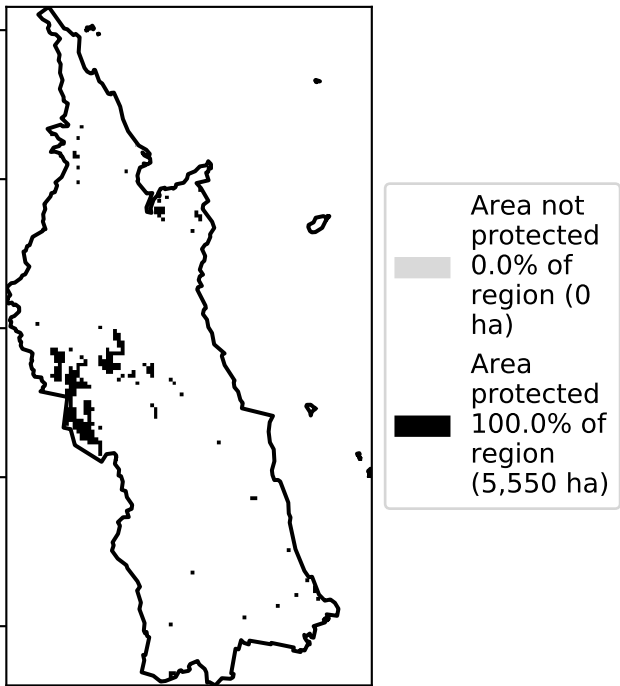 Area not
protected
0.0% of
region (0
ha)
Area
protected
100.0% of
region
(5,550 ha)